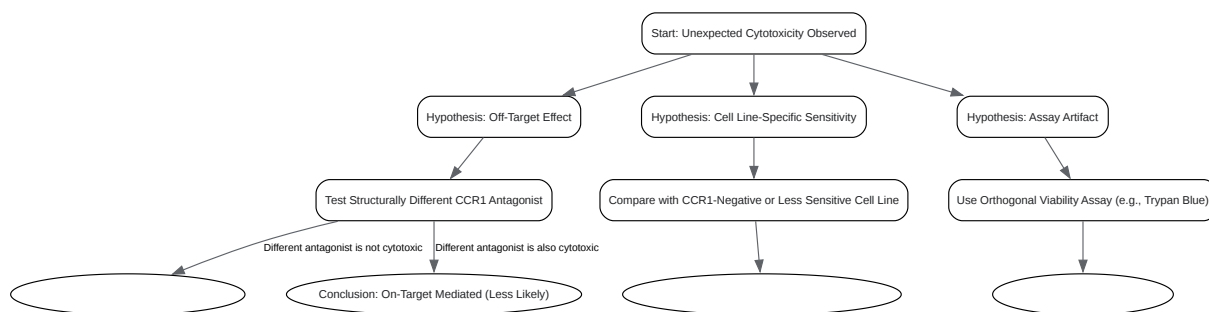 Start: Unexpected Cytotoxicity Observed
Hypothesis: Off-Target Effect
Hypothesis: Cell Line-Specific Sensitivity
Hypothesis: Assay Artifact
Test Structurally Different CCR1 Antagonist
Compare with CCR1-Negative or Less Sensitive Cell Line
Use Orthogonal Viability Assay (e.g., Trypan Blue)
Different antagonist is not cytotoxic
Different antagonist is also cytotoxic
Conclusion: On-Target Mediated (Less Likely)